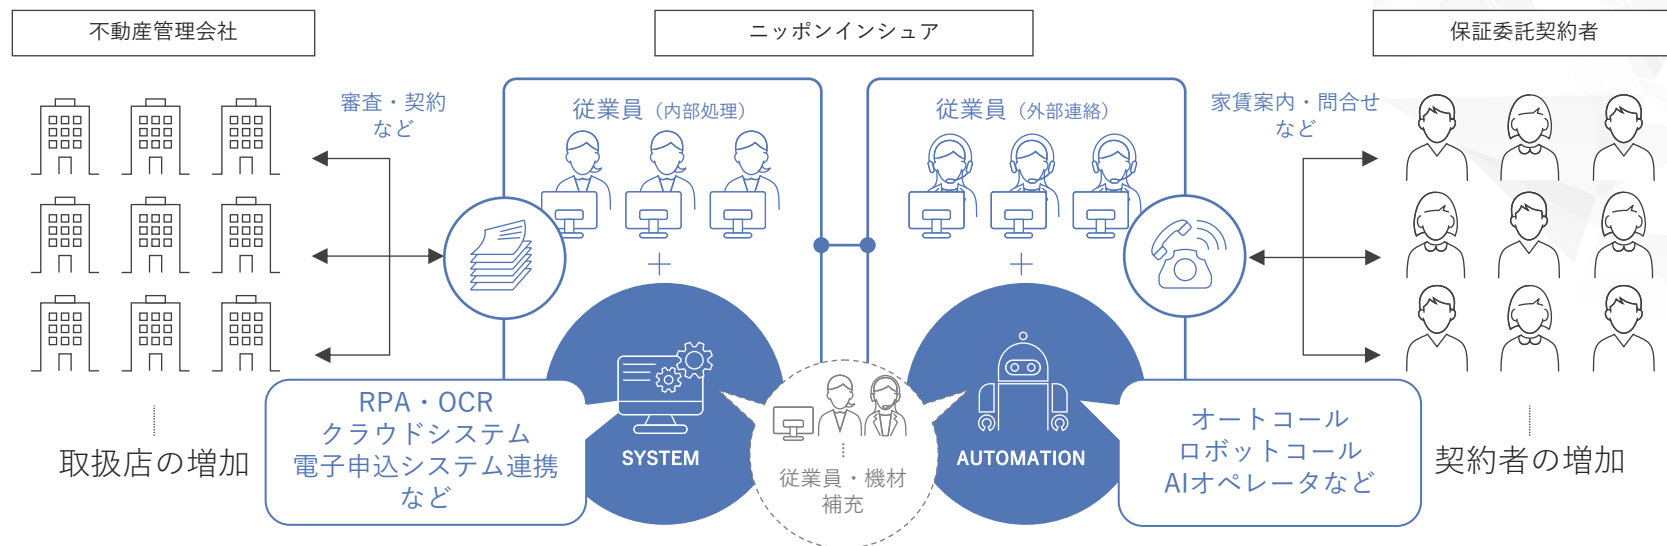 不動産管理会社
ニッポンインシュア
保証委託契約者
審査・契約
など
従業員（内部処理）
従業員（外部連絡）
家賃案内・問合せ
など
RPA・OCR
クラウドシステム
電子申込システム連携
など
SYSTEM
従業員・機材
補充
AUTOMATION
オートコール
ロボットコール
AIオペレータなど
取扱店の増加
契約者の増加